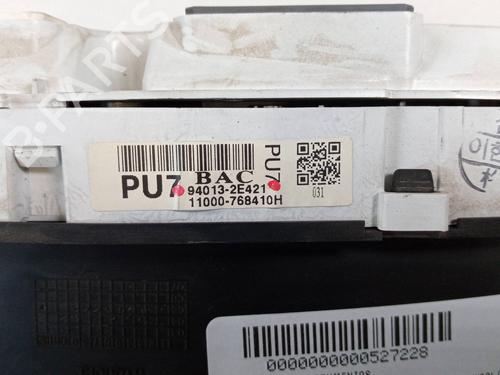 B-PARTS
PU7 BAC
94013-2E421
11000-768410H
PU7
031
0000000000527228